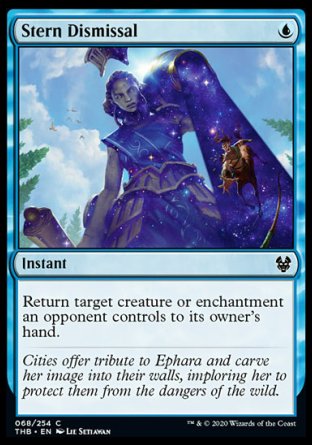 Stern Dismissal
Instant
Return target creature or enchantment
an opponent controls to its owner's
hand.
Cities offer tribute to Ephara and carve
her image into their walls, imploring her to
protect them from the dangers of the wild.
068/254 C
THB • EN Lie Setiawan
™ & © 2020 Wizards of the Coast